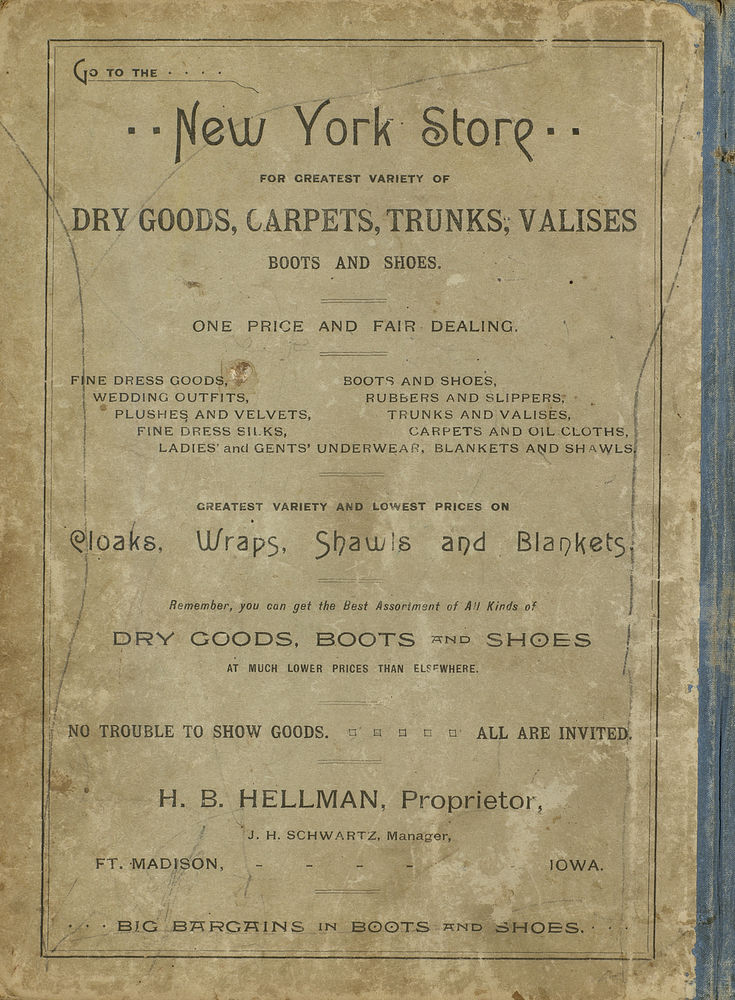 GO TO THE · · · ·
·· New York Store ··
FOR GREATEST VARIETY OF
DRY GOODS, CARPETS, TRUNKS, VALISES
BOOTS AND SHOES.
ONE PRICE AND FAIR DEALING.
FINE DRESS GOODS, BOOTS AND SHOES,
WEDDING OUTFITS, RUBBERS AND SLIPPERS,
PLUSHES AND VELVETS, TRUNKS AND VALISES,
FINE DRESS SILKS, CARPETS AND OIL CLOTHS,
LADIES' and GENTS' UNDERWEAR, BLANKETS AND SHAWLS.
GREATEST VARIETY AND LOWEST PRICES ON
Cloaks, Wraps, Shawls and Blankets.
Remember, you can get the Best Assortment of All Kinds of
DRY GOODS, BOOTS AND SHOES
AT MUCH LOWER PRICES THAN ELSEWHERE.
NO TROUBLE TO SHOW GOODS. ALL ARE INVITED.
H. B. HELLMAN, Proprietor,
J. H. SCHWARTZ, Manager,
FT. MADISON, - - - - IOWA.
· · · BIG BARGAINS IN BOOTS AND SHOES. · · ·